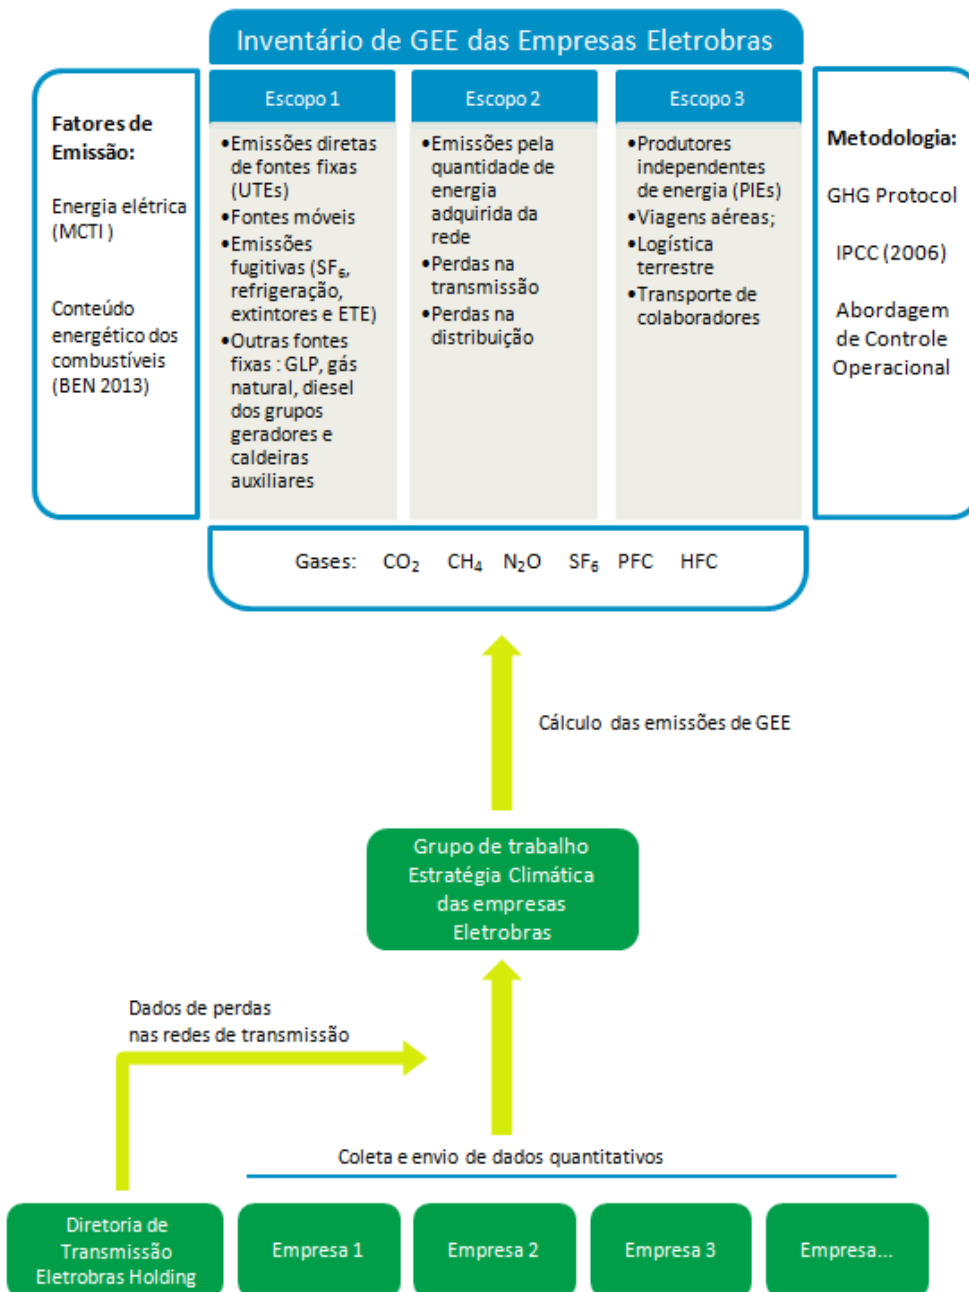 Inventário de GEE das Empresas Eletrobras
Fatores de
Emissão:
Energia elétrica
(MCTI )
Conteúdo
energético dos
combustíveis
(BEN 2013)
Escopo 1
•Emissões diretas
de fontes fixas
(UTEs)
•Fontes móveis
•Emissões
fugitivas (SF₆,
refrigeração,
extintores e ETE)
•Outras fontes
fixas : GLP, gás
natural, diesel
dos grupos
geradores e
caldeiras
auxiliares
Escopo 2
•Emissões pela
quantidade de
energia
adquirida da
rede
•Perdas na
transmissão
•Perdas na
distribuição
Escopo 3
•Produtores
independentes
de energia (PIEs)
•Viagens aéreas;
•Logística
terrestre
•Transporte de
colaboradores
Metodologia:
GHG Protocol
IPCC (2006)
Abordagem
de Controle
Operacional
Gases: CO₂ CH₄ N₂O SF₆ PFC HFC
Cálculo das emissões de GEE
Grupo de trabalho
Estratégia Climática
das empresas
Eletrobras
Dados de perdas
nas redes de transmissão
Coleta e envio de dados quantitativos
Diretoria de
Transmissão
Eletrobras Holding
Empresa 1
Empresa 2
Empresa 3
Empresa...